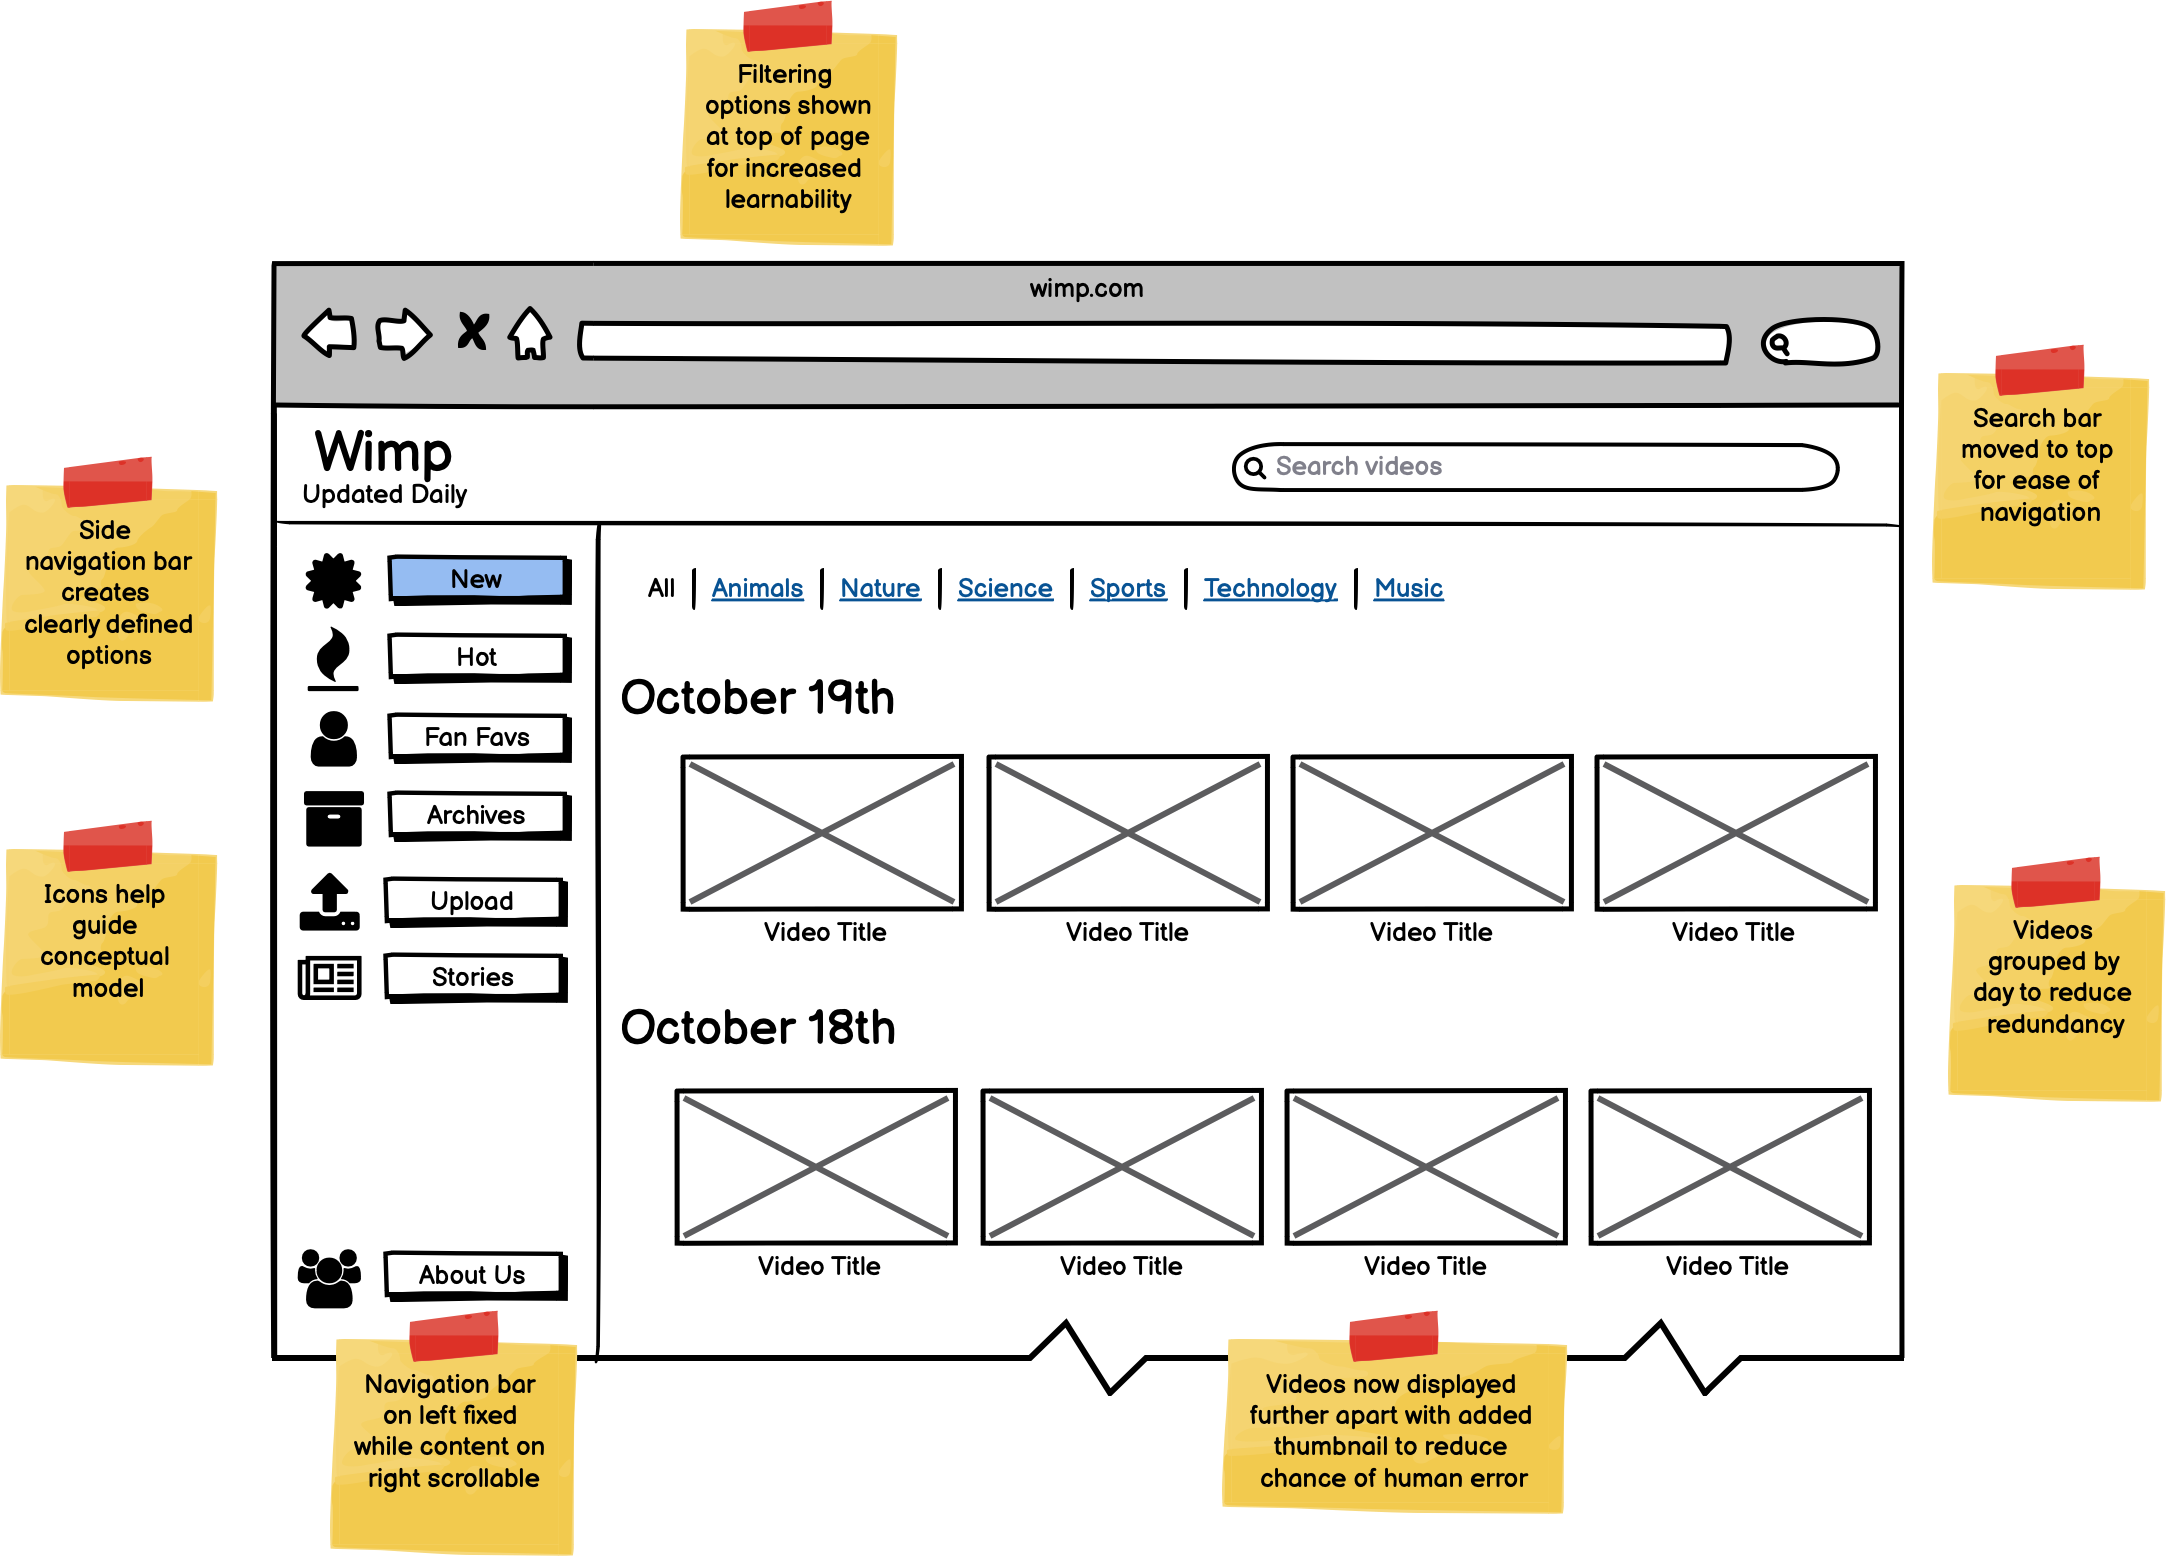 Filtering
options shown
at top of page
for increased
learnability
wimp.com
Wimp
Updated Daily
Search videos
Search bar
moved to top
for ease of
navigation
Side
navigation bar
creates
clearly defined
options
New
Hot
Fan Favs
Archives
Upload
Stories
About Us
All | Animals | Nature | Science | Sports | Technology | Music
October 19th
Video Title Video Title Video Title Video Title
October 18th
Video Title Video Title Video Title Video Title
Icons help
guide
conceptual
model
Videos
grouped by
day to reduce
redundancy
Navigation bar
on left fixed
while content on
right scrollable
Videos now displayed
further apart with added
thumbnail to reduce
chance of human error